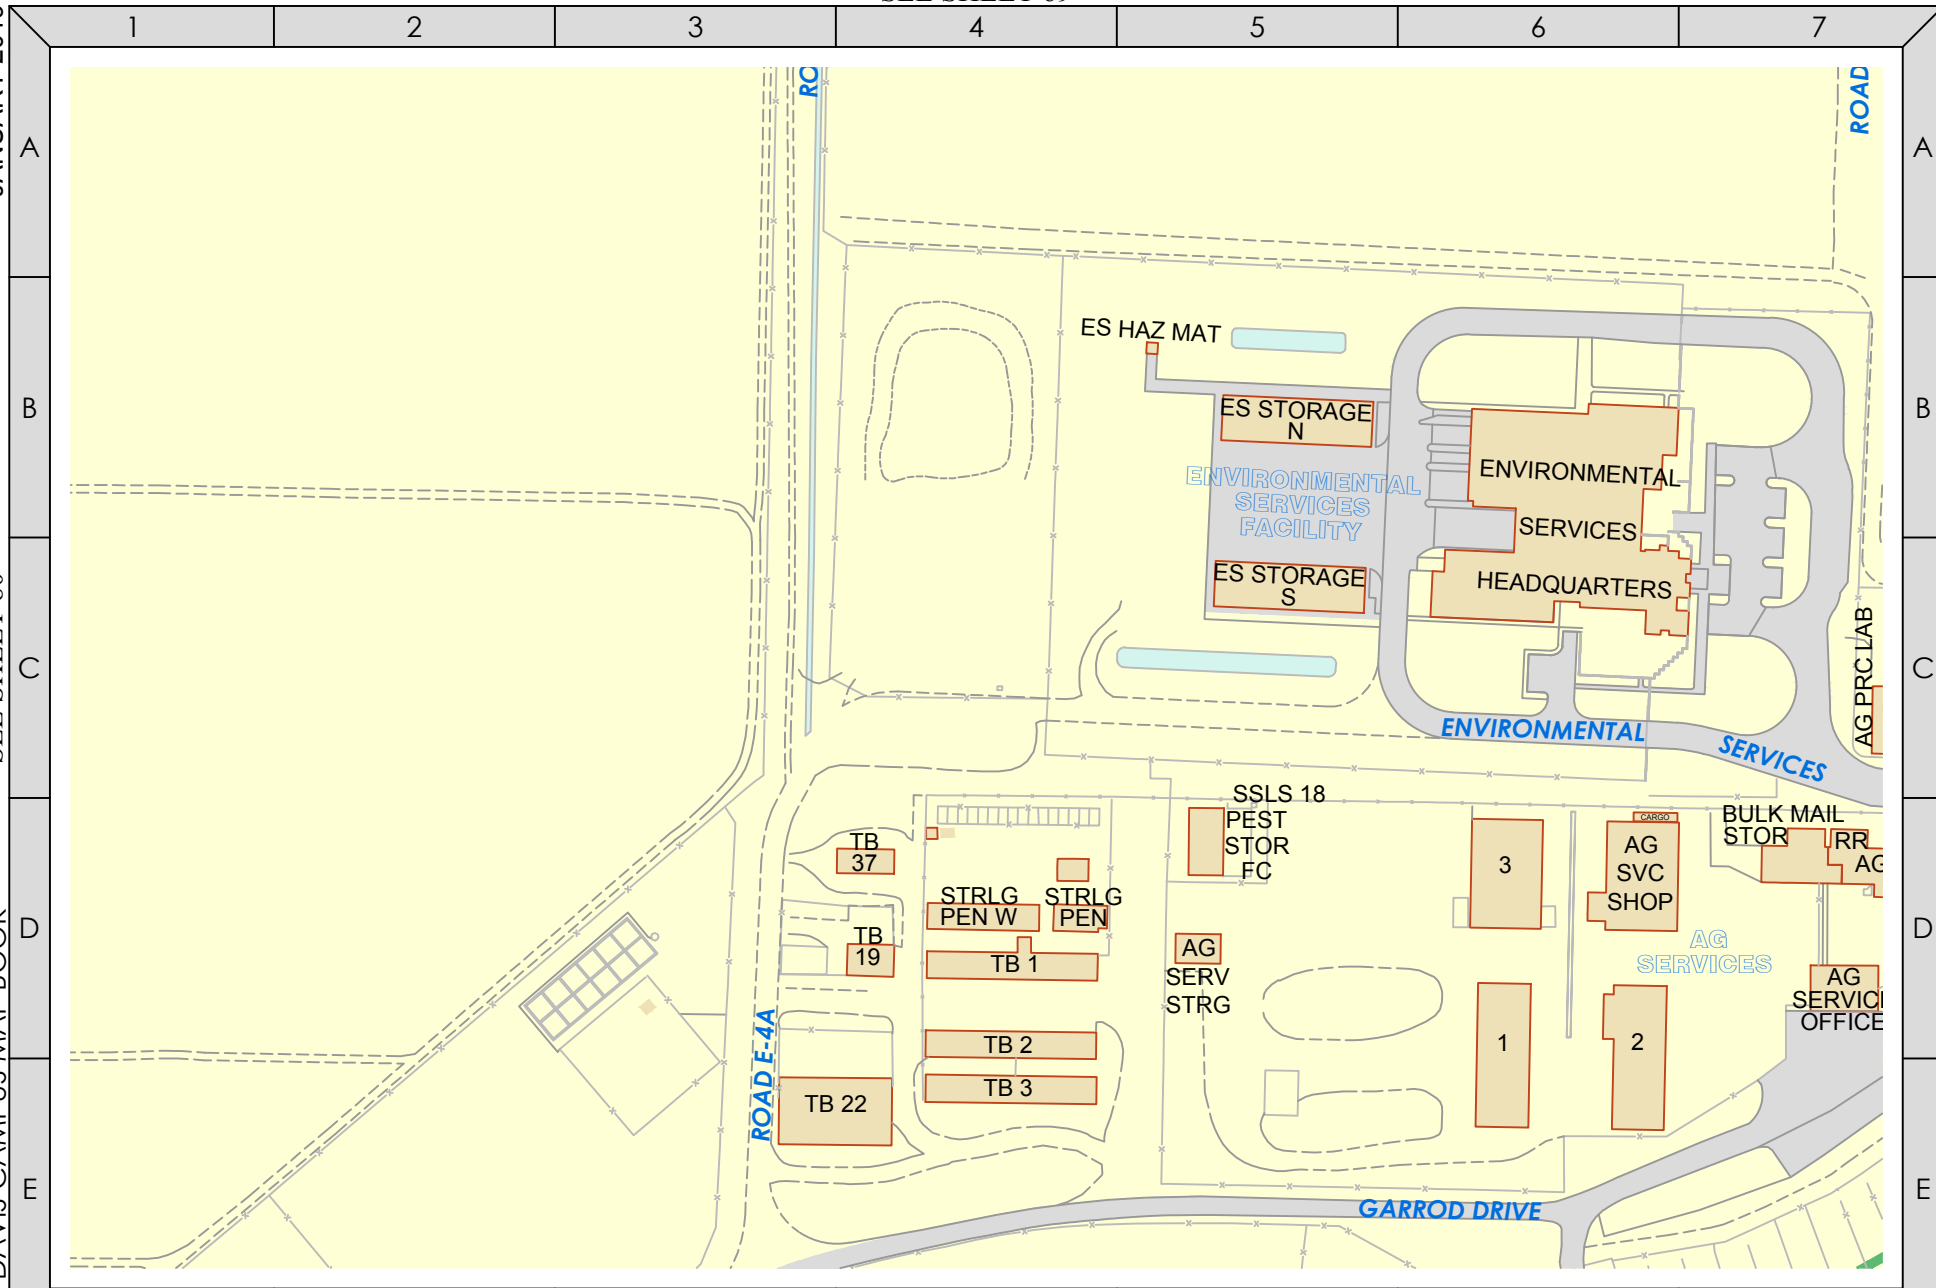 1 2 3 4 5 6 7
A
B
C
D
E
A
B
C
D
E
ROAD
ES HAZ MAT
ES STORAGE
N
ENVIRONMENTAL
SERVICES
FACILITY
ENVIRONMENTAL
SERVICES
HEADQUARTERS
ES STORAGE
S
AG PRC LAB
ENVIRONMENTAL
SERVICES
SSLS 18
PEST
STOR
FC
TB
37
STRLG
PEN W
STRLG
PEN
TB
19
TB 1
TB 2
TB 3
TB 22
ROAD E-4A
AG
SERV
STRG
3
CARGO
AG
SVC
SHOP
BULK MAIL
STOR
RR
AG
AG
SERVICES
1
2
AG
SERVICE
OFFICE
GARROD DRIVE